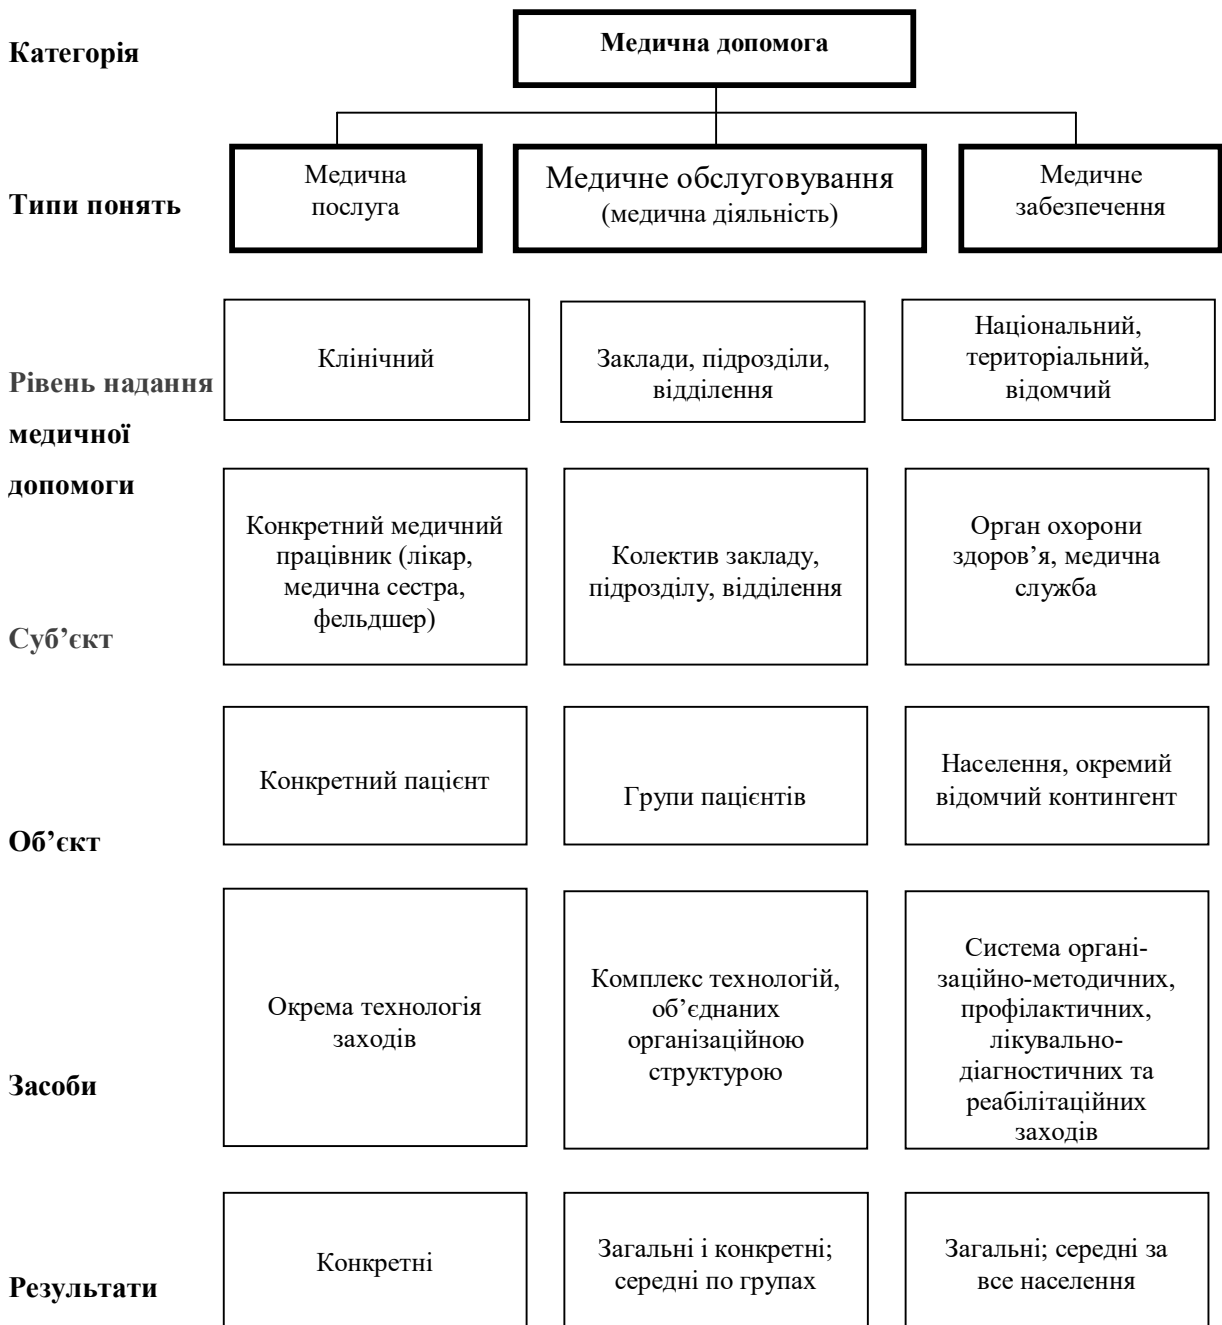 Категорія
Медична допомога
Типи понять
Медична
послуга
Медичне обслуговування
(медична діяльність)
Медичне
забезпечення
Рівень надання
медичної
допомоги
Клінічний
Заклади, підрозділи,
відділення
Національний,
територіальний,
відомчий
Суб’єкт
Конкретний медичний
працівник (лікар,
медична сестра,
фельдшер)
Колектив закладу,
підрозділу, відділення
Орган охорони
здоров’я, медична
служба
Об’єкт
Конкретний пацієнт
Групи пацієнтів
Населення, окремий
відомчий контингент
Засоби
Окрема технологія
заходів
Комплекс технологій,
об’єднаних
організаційною
структурою
Система органі-
заційно-методичних,
профілактичних,
лікувально-
діагностичних та
реабілітаційних
заходів
Результати
Конкретні
Загальні і конкретні;
середні по групах
Загальні; середні за
все населення